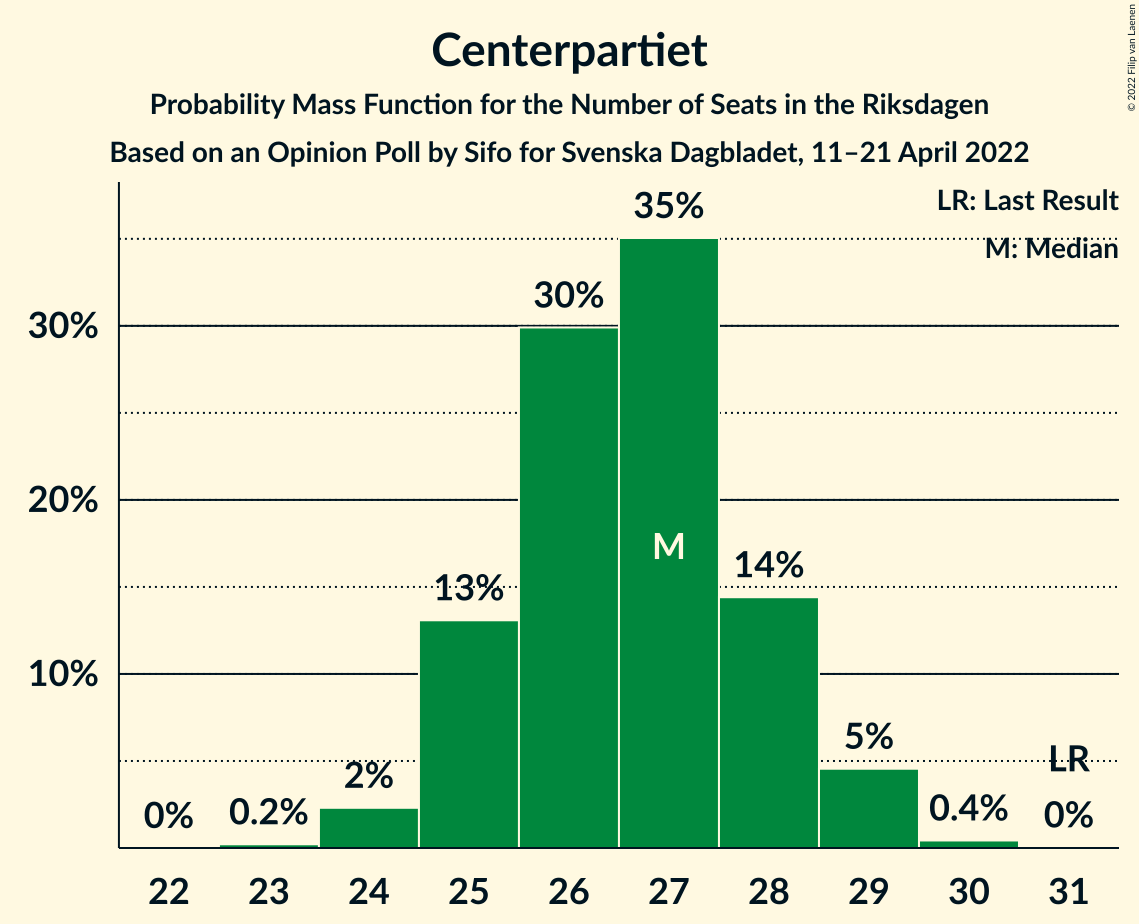 Centerpartiet
Probability Mass Function for the Number of Seats in the Riksdagen
Based on an Opinion Poll by Sifo for Svenska Dagbladet, 11–21 April 2022
© 2022 Filip van Laenen
LR: Last Result
M: Median
35%
30%
30%
20%
M
14%
13%
10%
5%
LR
2%
0%
0.2%
0.4%
0%
22 23 24 25 26 27 28 29 30 31